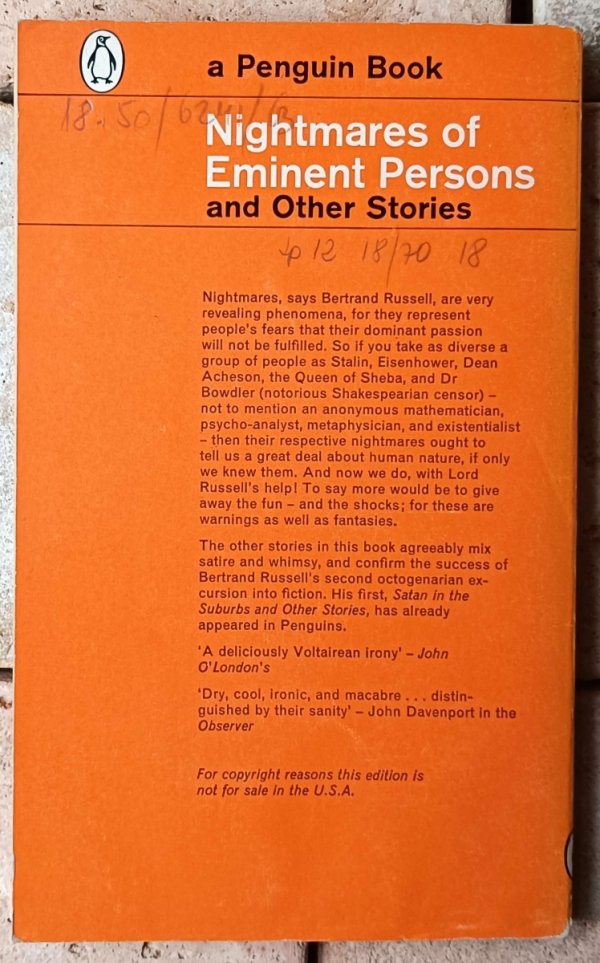 a Penguin Book
18.50/
Nightmares of
Eminent Persons
and Other Stories
12 18/70 18
Nightmares, says Bertrand Russell, are very
revealing phenomena, for they represent
people's fears that their dominant passion
will not be fulfilled. So if you take as diverse a
group of people as Stalin, Eisenhower, Dean
Acheson, the Queen of Sheba, and Dr
Bowdler (notorious Shakespearian censor) –
not to mention an anonymous mathematician,
psycho-analyst, metaphysician, and existentialist
– then their respective nightmares ought to
tell us a great deal about human nature, if only
we knew them. And now we do, with Lord
Russell's help! To say more would be to give
away the fun – and the shocks; for these are
warnings as well as fantasies.
The other stories in this book agreeably mix
satire and whimsy, and confirm the success of
Bertrand Russell's second octogenarian ex-
cursion into fiction. His first, Satan in the
Suburbs and Other Stories, has already
appeared in Penguins.
'A deliciously Voltairean irony' – John
O'London's
'Dry, cool, ironic, and macabre . . . distin-
guished by their sanity' – John Davenport in the
Observer
For copyright reasons this edition is
not for sale in the U.S.A.